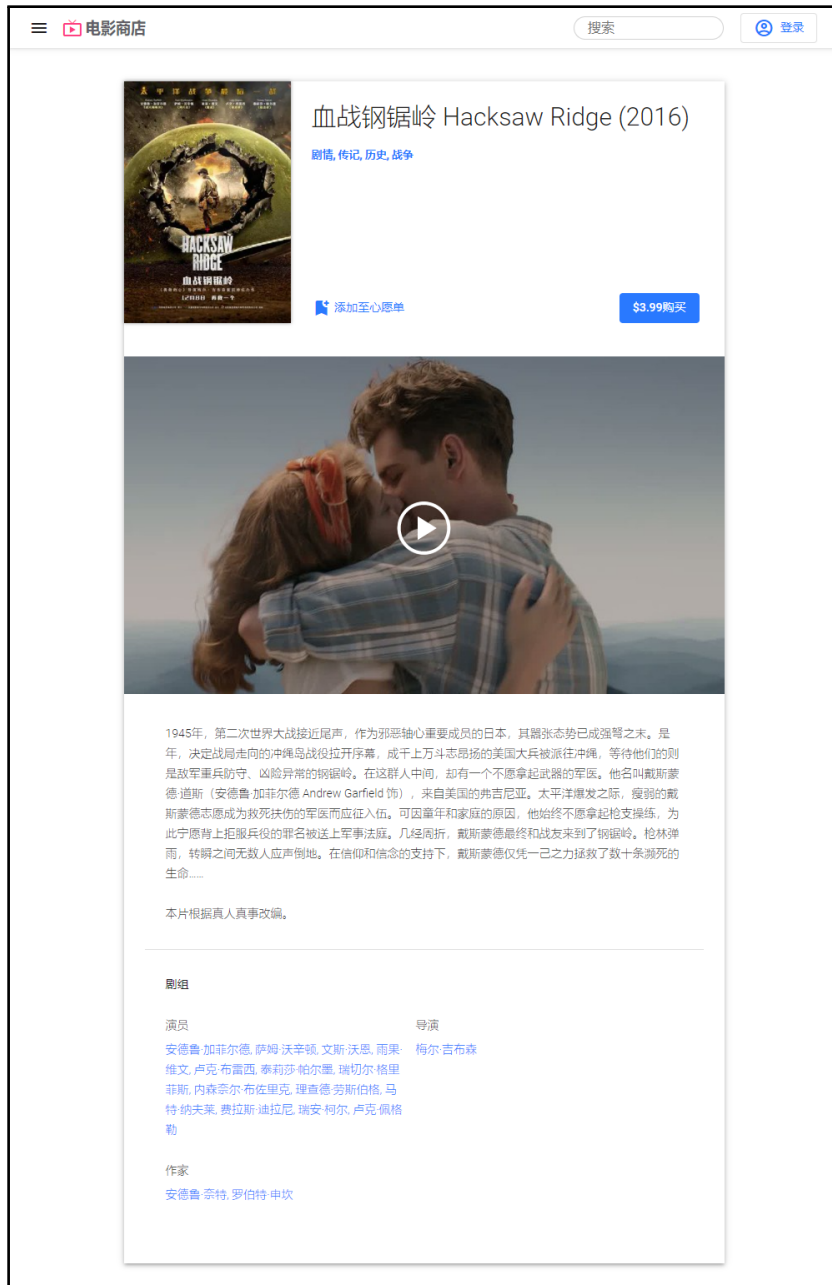 电影商店
搜索
登录
血战钢锯岭 Hacksaw Ridge (2016)
剧情, 传记, 历史, 战争
太平洋战争最后一战
HACKSAW
RIDGE
血战钢锯岭
添加至心愿单
$3.99购买
1945年，第二次世界大战接近尾声，作为邪恶轴心重要成员的日本，其嚣张态势已成强弩之末。是
年，决定战局走向的冲绳岛战役拉开序幕，成千上万斗志昂扬的美国大兵被派往冲绳，等待他们的则
是敌军重兵防守、凶险异常的钢锯岭。在这群人中间，却有一个不愿拿起武器的军医。他名叫戴斯蒙
德·道斯（安德鲁·加菲尔德 Andrew Garfield 饰），来自美国的弗吉尼亚。太平洋爆发之际，瘦弱的戴
斯蒙德志愿成为救死扶伤的军医而应征入伍。可因童年和家庭的原因，他始终不愿拿起枪支操练，为
此宁愿背上拒服兵役的罪名被送上军事法庭。几经周折，戴斯蒙德最终和战友来到了钢锯岭。枪林弹
雨，转瞬之间无数人应声倒地。在信仰和信念的支持下，戴斯蒙德仅凭一己之力拯救了数十条濒死的
生命……
本片根据真人真事改编。
剧组
演员
安德鲁·加菲尔德, 萨姆·沃辛顿, 文斯·沃恩, 雨果·
维文, 卢克·布雷西, 泰莉莎·帕尔墨, 瑞切尔·格里
菲斯, 内森奈尔·布佐里克, 理查德·劳斯伯格, 马
特·纳夫莱, 费拉斯·迪拉尼, 瑞安·柯尔, 卢克·佩格
勒
导演
梅尔·吉布森
作家
安德鲁·奈特, 罗伯特·申坎